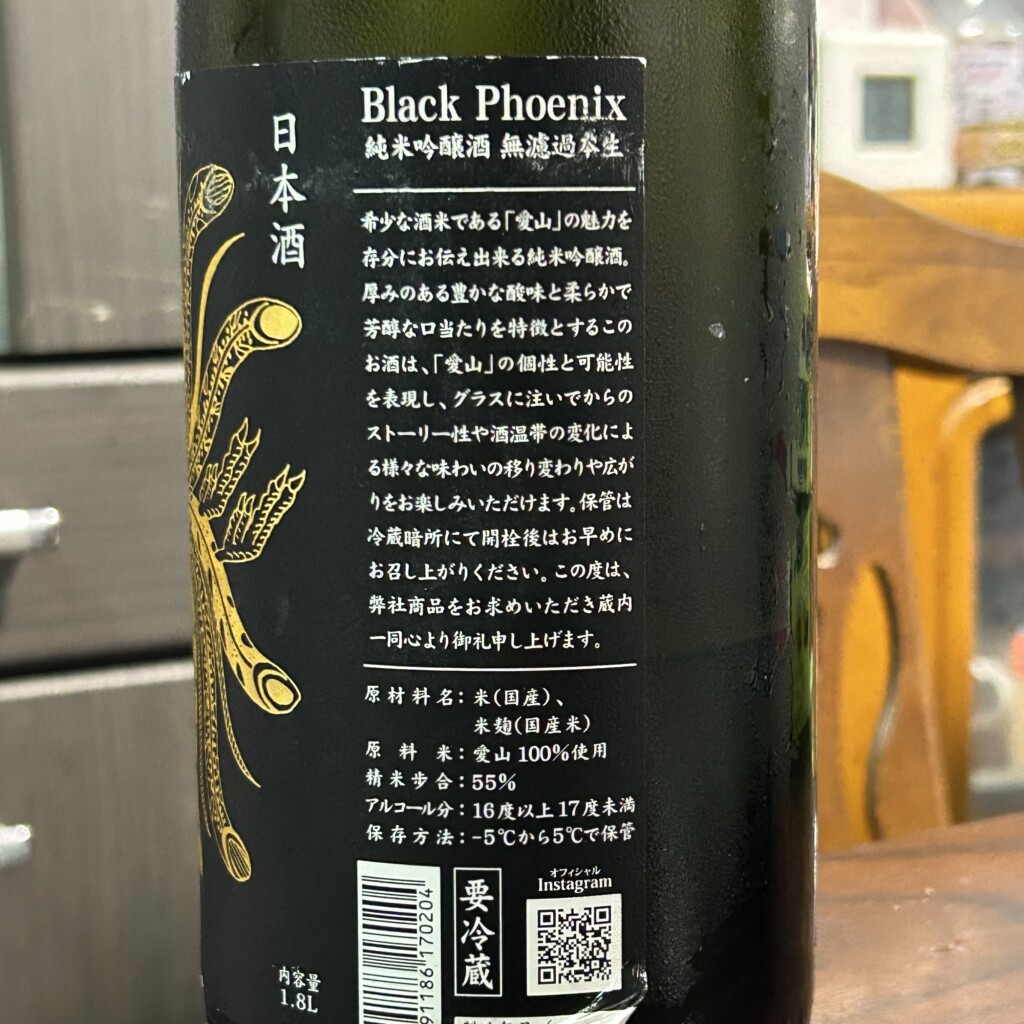 Black Phoenix
純米吟醸酒 無濾過本生
日本酒
希少な酒米である「愛山」の魅力を
存分にお伝え出来る純米吟醸酒。
厚みのある豊かな酸味と柔らかで
芳醇な口当たりを特徴とするこの
お酒は、「愛山」の個性と可能性
を表現し、グラスに注いでからの
ストーリー性や酒温帯の変化によ
る様々な味わいの移り変わりや広が
りをお楽しみいただけます。保管は
冷蔵暗所にて開栓後はお早めに
お召し上がりください。この度は、
弊社商品をお求めいただき蔵内
一同心より御礼申し上げます。
原材料名：米(国産)、
米麹(国産米)
原料米：愛山 100%使用
精米歩合：55%
アルコール分：16度以上17度未満
保存方法：-5℃から5℃で保管
要冷蔵
オフィシャル
Instagram
91186170204
内容量
1.8L